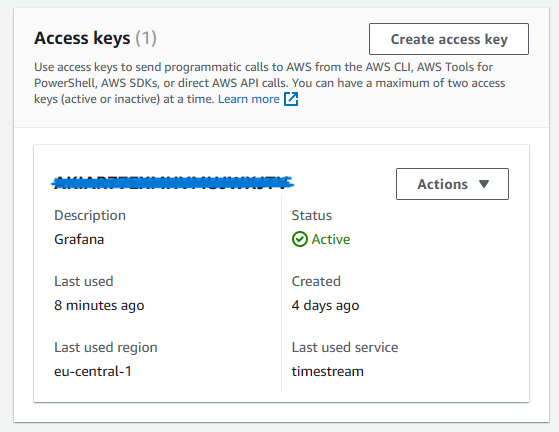 Access keys (1)
Create access key
Use access keys to send programmatic calls to AWS from the AWS CLI, AWS Tools for
PowerShell, AWS SDKs, or direct AWS API calls. You can have a maximum of two access
keys (active or inactive) at a time. Learn more
Actions
Description
Status
Grafana
Active
Last used
Created
8 minutes ago
4 days ago
Last used region
Last used service
eu-central-1
timestream